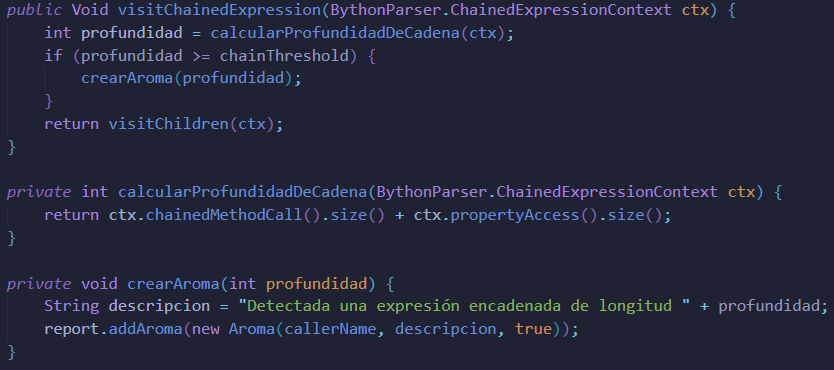 public Void visitChainedExpression(BythonParser.ChainedExpressionContext ctx) {
    int profundidad = calcularProfundidadDeCadena(ctx);
    if (profundidad >= chainThreshold) {
        crearAroma(profundidad);
    }
    return visitChildren(ctx);
}

private int calcularProfundidadDeCadena(BythonParser.ChainedExpressionContext ctx) {
    return ctx.chainedMethodCall().size() + ctx.propertyAccess().size();
}

private void crearAroma(int profundidad) {
    String descripcion = "Detectada una expresión encadenada de longitud " + profundidad;
    report.addAroma(new Aroma(callerName, descripcion, true));
}